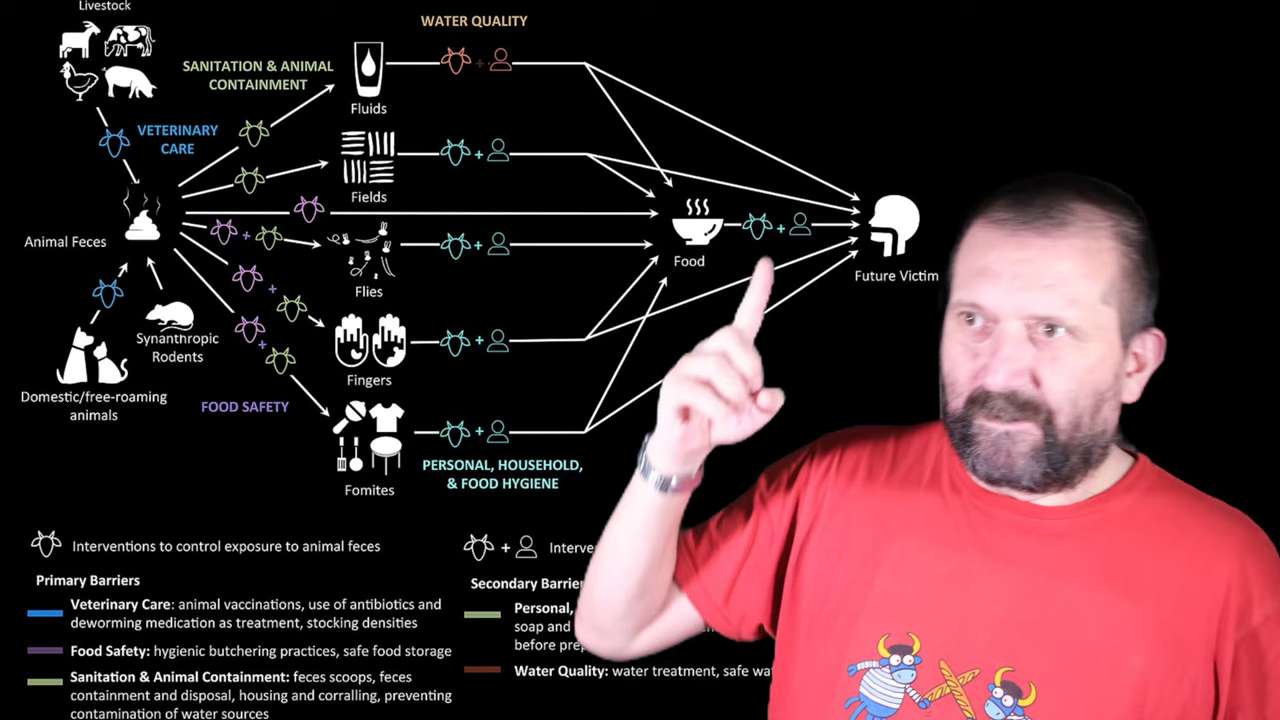 Livestock
WATER QUALITY
SANITATION & ANIMAL
CONTAINMENT
Fluids
VETERINARY
CARE
Fields
Animal Feces
Food
Future Victim
Flies
Synanthropic
Rodents
Fingers
Domestic/free-roaming
animals
FOOD SAFETY
PERSONAL, HOUSEHOLD,
& FOOD HYGIENE
Fomites
Interventions to control exposure to animal feces
+
Primary Barriers
Veterinary Care: animal vaccinations, use of antibiotics and
deworming medication as treatment, stocking densities
Food Safety: hygienic butchering practices, safe food storage
Sanitation & Animal Containment: feces scoops, feces
containment and disposal, housing and corralling, preventing
contamination of water sources
Secondary
Personal,
soap and
before
Water Quality: water treatment, safe